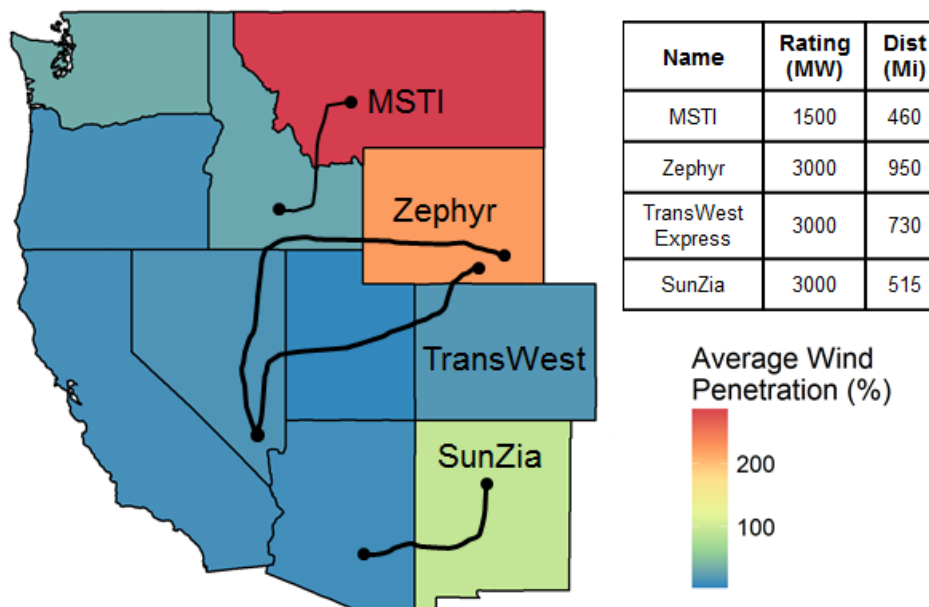 MSTI
Zephyr
TransWest
SunZia
Name Rating (MW) Dist (Mi)
MSTI 1500 460
Zephyr 3000 950
TransWest Express 3000 730
SunZia 3000 515
Average Wind
Penetration (%)
200
100